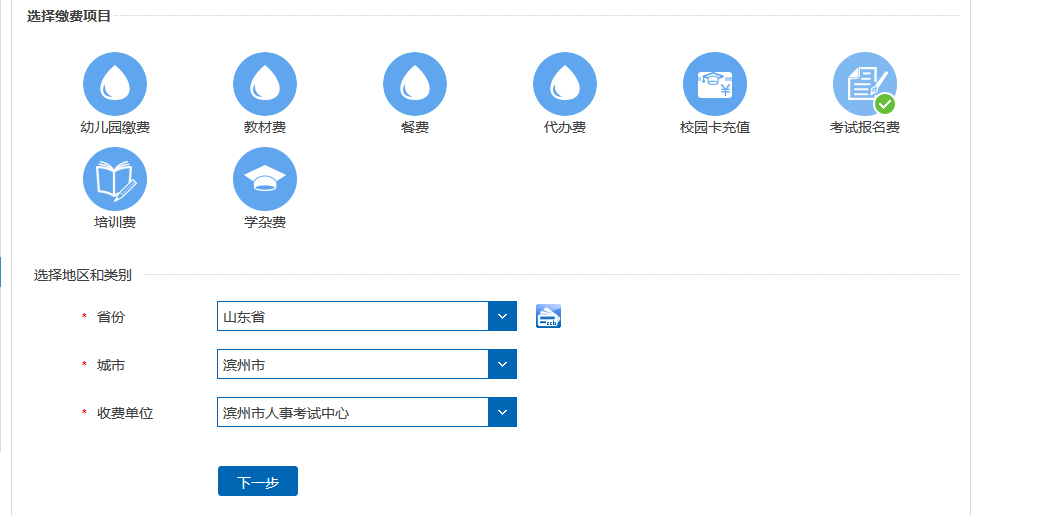 选择缴费项目
幼儿园缴费 教材费 餐费 代办费 校园卡充值 考试报名费
培训费 学杂费
选择地区和类别
* 省份 山东省
* 城市 滨州市
* 收费单位 滨州市人事考试中心
下一步